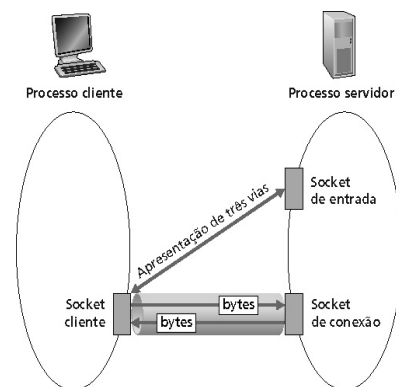 Processo cliente
Processo servidor
Apresentação de três vias
Socket
de entrada
Socket
cliente
bytes
bytes
Socket
de conexão